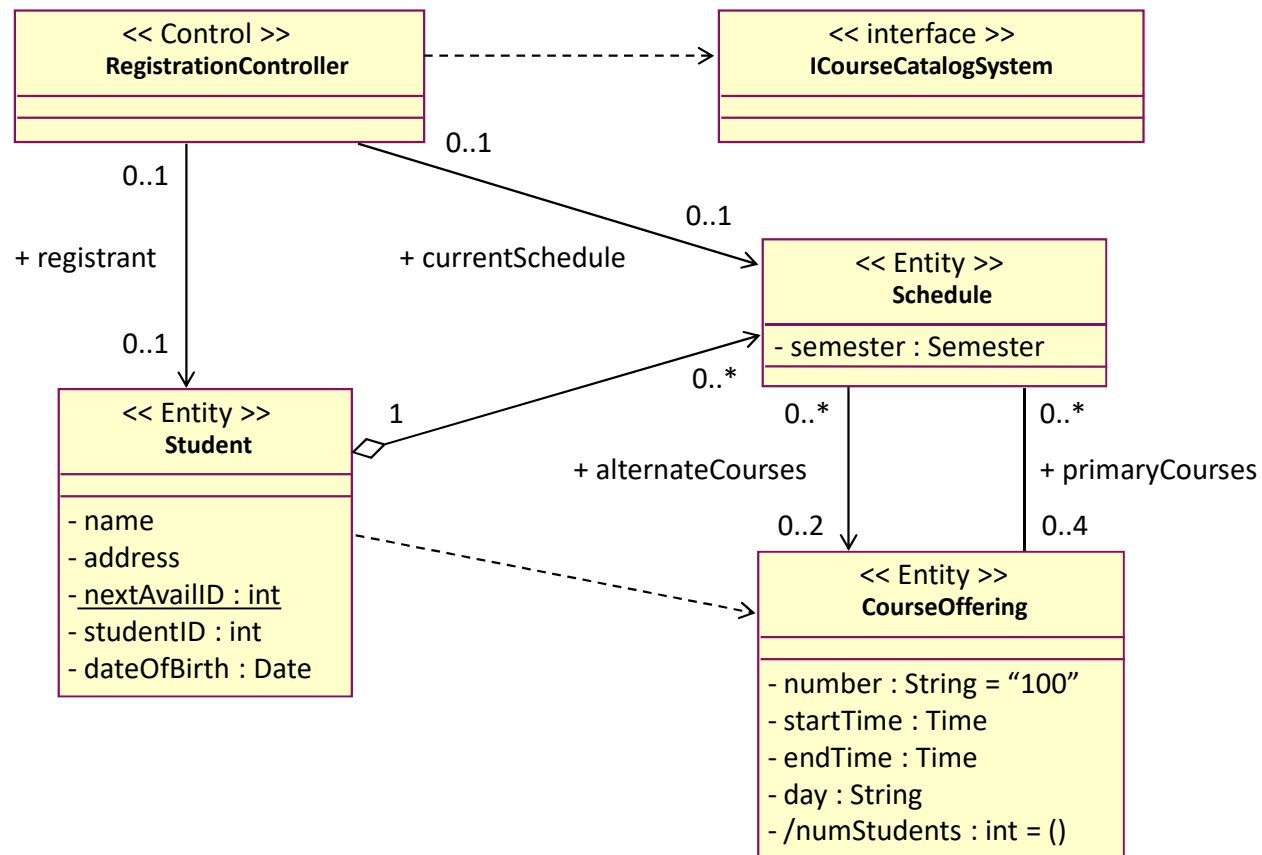 << Control >>
RegistrationController
<< interface >>
ICourseCatalogSystem
0..1
0..1
0..1
+ registrant
+ currentSchedule
<< Entity >>
Schedule
- semester : Semester
0..1
0..*
<< Entity >>
Student
1
0..*
0..*
+ alternateCourses
+ primaryCourses
- name
- address
- nextAvailID : int
- studentID : int
- dateOfBirth : Date
0..2
0..4
<< Entity >>
CourseOffering
- number : String = “100”
- startTime : Time
- endTime : Time
- day : String
- /numStudents : int = ()